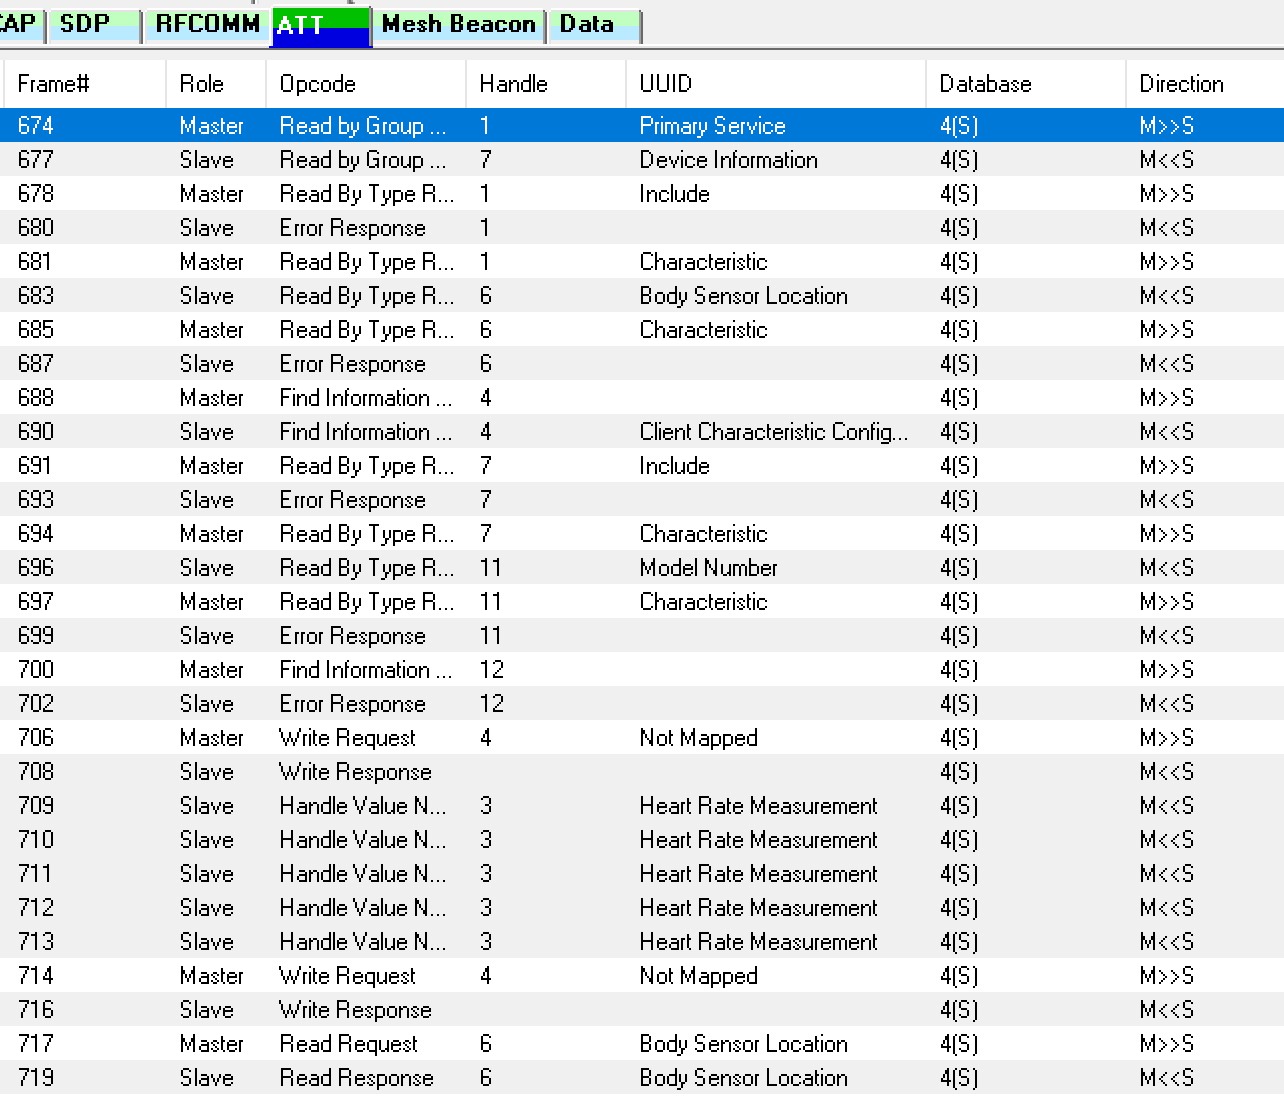 CAP SDP RFCOMM ATT Mesh Beacon Data
Frame# Role Opcode Handle UUID Database Direction
674 Master Read by Group ... 1 Primary Service 4(S) M>>S
677 Slave Read by Group ... 7 Device Information 4(S) M<<S
678 Master Read By Type R... 1 Include 4(S) M>>S
680 Slave Error Response 1 4(S) M<<S
681 Master Read By Type R... 1 Characteristic 4(S) M>>S
683 Slave Read By Type R... 6 Body Sensor Location 4(S) M<<S
685 Master Read By Type R... 6 Characteristic 4(S) M>>S
687 Slave Error Response 6 4(S) M<<S
688 Master Find Information ... 4 4(S) M>>S
690 Slave Find Information ... 4 Client Characteristic Config... 4(S) M<<S
691 Master Read By Type R... 7 Include 4(S) M>>S
693 Slave Error Response 7 4(S) M<<S
694 Master Read By Type R... 7 Characteristic 4(S) M>>S
696 Slave Read By Type R... 11 Model Number 4(S) M<<S
697 Master Read By Type R... 11 Characteristic 4(S) M>>S
699 Slave Error Response 11 4(S) M<<S
700 Master Find Information ... 12 4(S) M>>S
702 Slave Error Response 12 4(S) M<<S
706 Master Write Request 4 Not Mapped 4(S) M>>S
708 Slave Write Response 4(S) M<<S
709 Slave Handle Value N... 3 Heart Rate Measurement 4(S) M<<S
710 Slave Handle Value N... 3 Heart Rate Measurement 4(S) M<<S
711 Slave Handle Value N... 3 Heart Rate Measurement 4(S) M<<S
712 Slave Handle Value N... 3 Heart Rate Measurement 4(S) M<<S
713 Slave Handle Value N... 3 Heart Rate Measurement 4(S) M<<S
714 Master Write Request 4 Not Mapped 4(S) M>>S
716 Slave Write Response 4(S) M<<S
717 Master Read Request 6 Body Sensor Location 4(S) M>>S
719 Slave Read Response 6 Body Sensor Location 4(S) M<<S